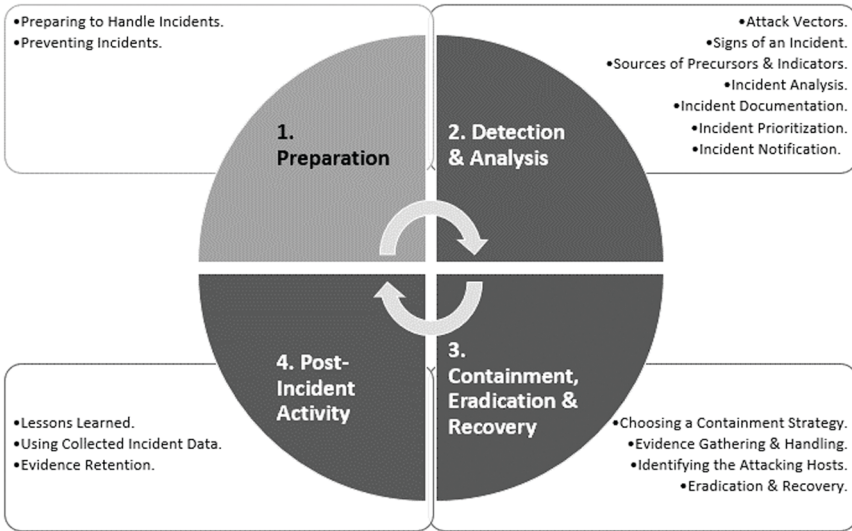 •Preparing to Handle Incidents.
•Preventing Incidents.
•Attack Vectors.
•Signs of an Incident.
•Sources of Precursors & Indicators.
•Incident Analysis.
•Incident Documentation.
•Incident Prioritization.
•Incident Notification.
1.
Preparation
2. Detection
& Analysis
4. Post-
Incident
Activity
3.
Containment,
Eradication &
Recovery
•Lessons Learned.
•Using Collected Incident Data.
•Evidence Retention.
•Choosing a Containment Strategy.
•Evidence Gathering & Handling.
•Identifying the Attacking Hosts.
•Eradication & Recovery.